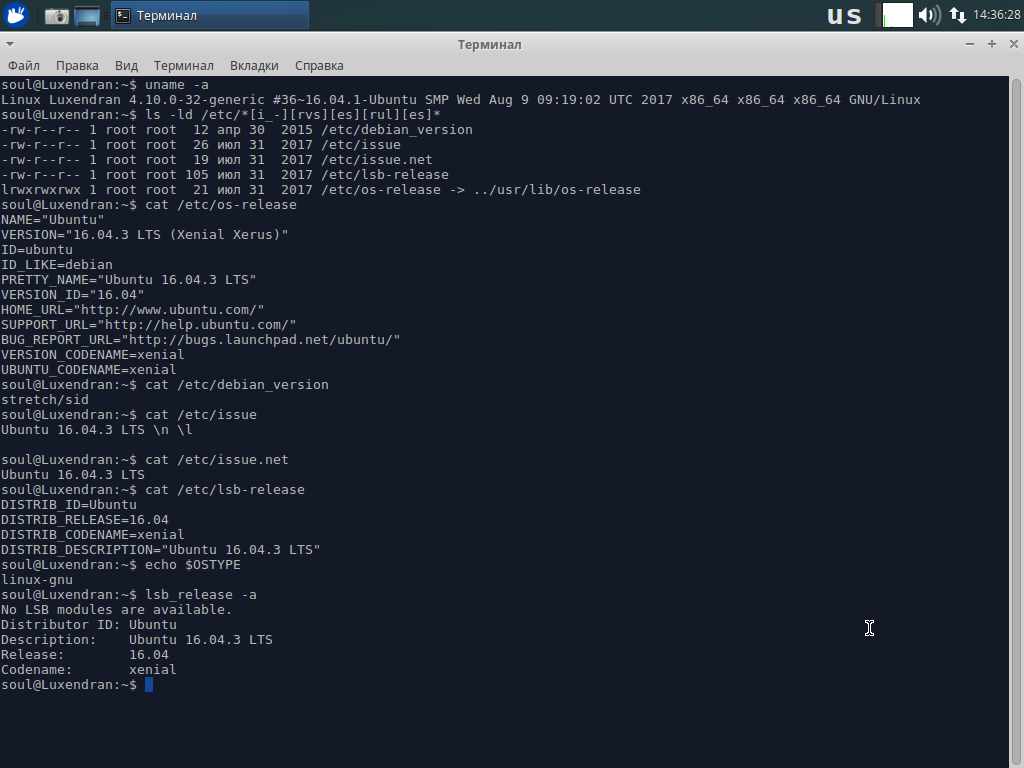 Терминал
us
14:36:28
Терминал
Файл Правка Вид Терминал Вкладки Справка
soul@Luxendran:~$ uname -a
Linux Luxendran 4.10.0-32-generic #36~16.04.1-Ubuntu SMP Wed Aug 9 09:19:02 UTC 2017 x86_64 x86_64 x86_64 GNU/Linux
soul@Luxendran:~$ ls -ld /etc/*[i_-][rvs][es][rul][es]*
-rw-r--r-- 1 root root  12 апр 30  2015 /etc/debian_version
-rw-r--r-- 1 root root  26 июл 31  2017 /etc/issue
-rw-r--r-- 1 root root  19 июл 31  2017 /etc/issue.net
-rw-r--r-- 1 root root 105 июл 31  2017 /etc/lsb-release
lrwxrwxrwx 1 root root  21 июл 31  2017 /etc/os-release -> ../usr/lib/os-release
soul@Luxendran:~$ cat /etc/os-release
NAME="Ubuntu"
VERSION="16.04.3 LTS (Xenial Xerus)"
ID=ubuntu
ID_LIKE=debian
PRETTY_NAME="Ubuntu 16.04.3 LTS"
VERSION_ID="16.04"
HOME_URL="http://www.ubuntu.com/"
SUPPORT_URL="http://help.ubuntu.com/"
BUG_REPORT_URL="http://bugs.launchpad.net/ubuntu/"
VERSION_CODENAME=xenial
UBUNTU_CODENAME=xenial
soul@Luxendran:~$ cat /etc/debian_version
stretch/sid
soul@Luxendran:~$ cat /etc/issue
Ubuntu 16.04.3 LTS \n \l
soul@Luxendran:~$ cat /etc/issue.net
Ubuntu 16.04.3 LTS
soul@Luxendran:~$ cat /etc/lsb-release
DISTRIB_ID=Ubuntu
DISTRIB_RELEASE=16.04
DISTRIB_CODENAME=xenial
DISTRIB_DESCRIPTION="Ubuntu 16.04.3 LTS"
soul@Luxendran:~$ echo $OSTYPE
linux-gnu
soul@Luxendran:~$ lsb_release -a
No LSB modules are available.
Distributor ID: Ubuntu
Description:    Ubuntu 16.04.3 LTS
Release:        16.04
Codename:       xenial
soul@Luxendran:~$